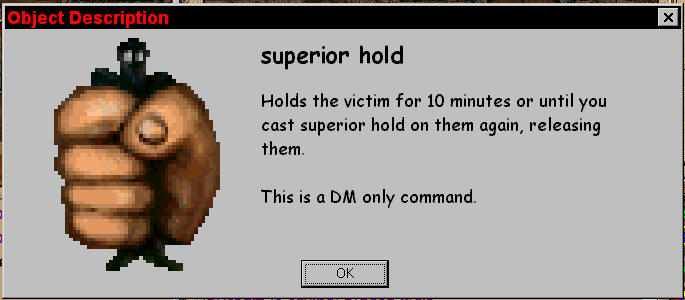 Object Description
superior hold
Holds the victim for 10 minutes or until you
cast superior hold on them again, releasing
them.
This is a DM only command.
OK